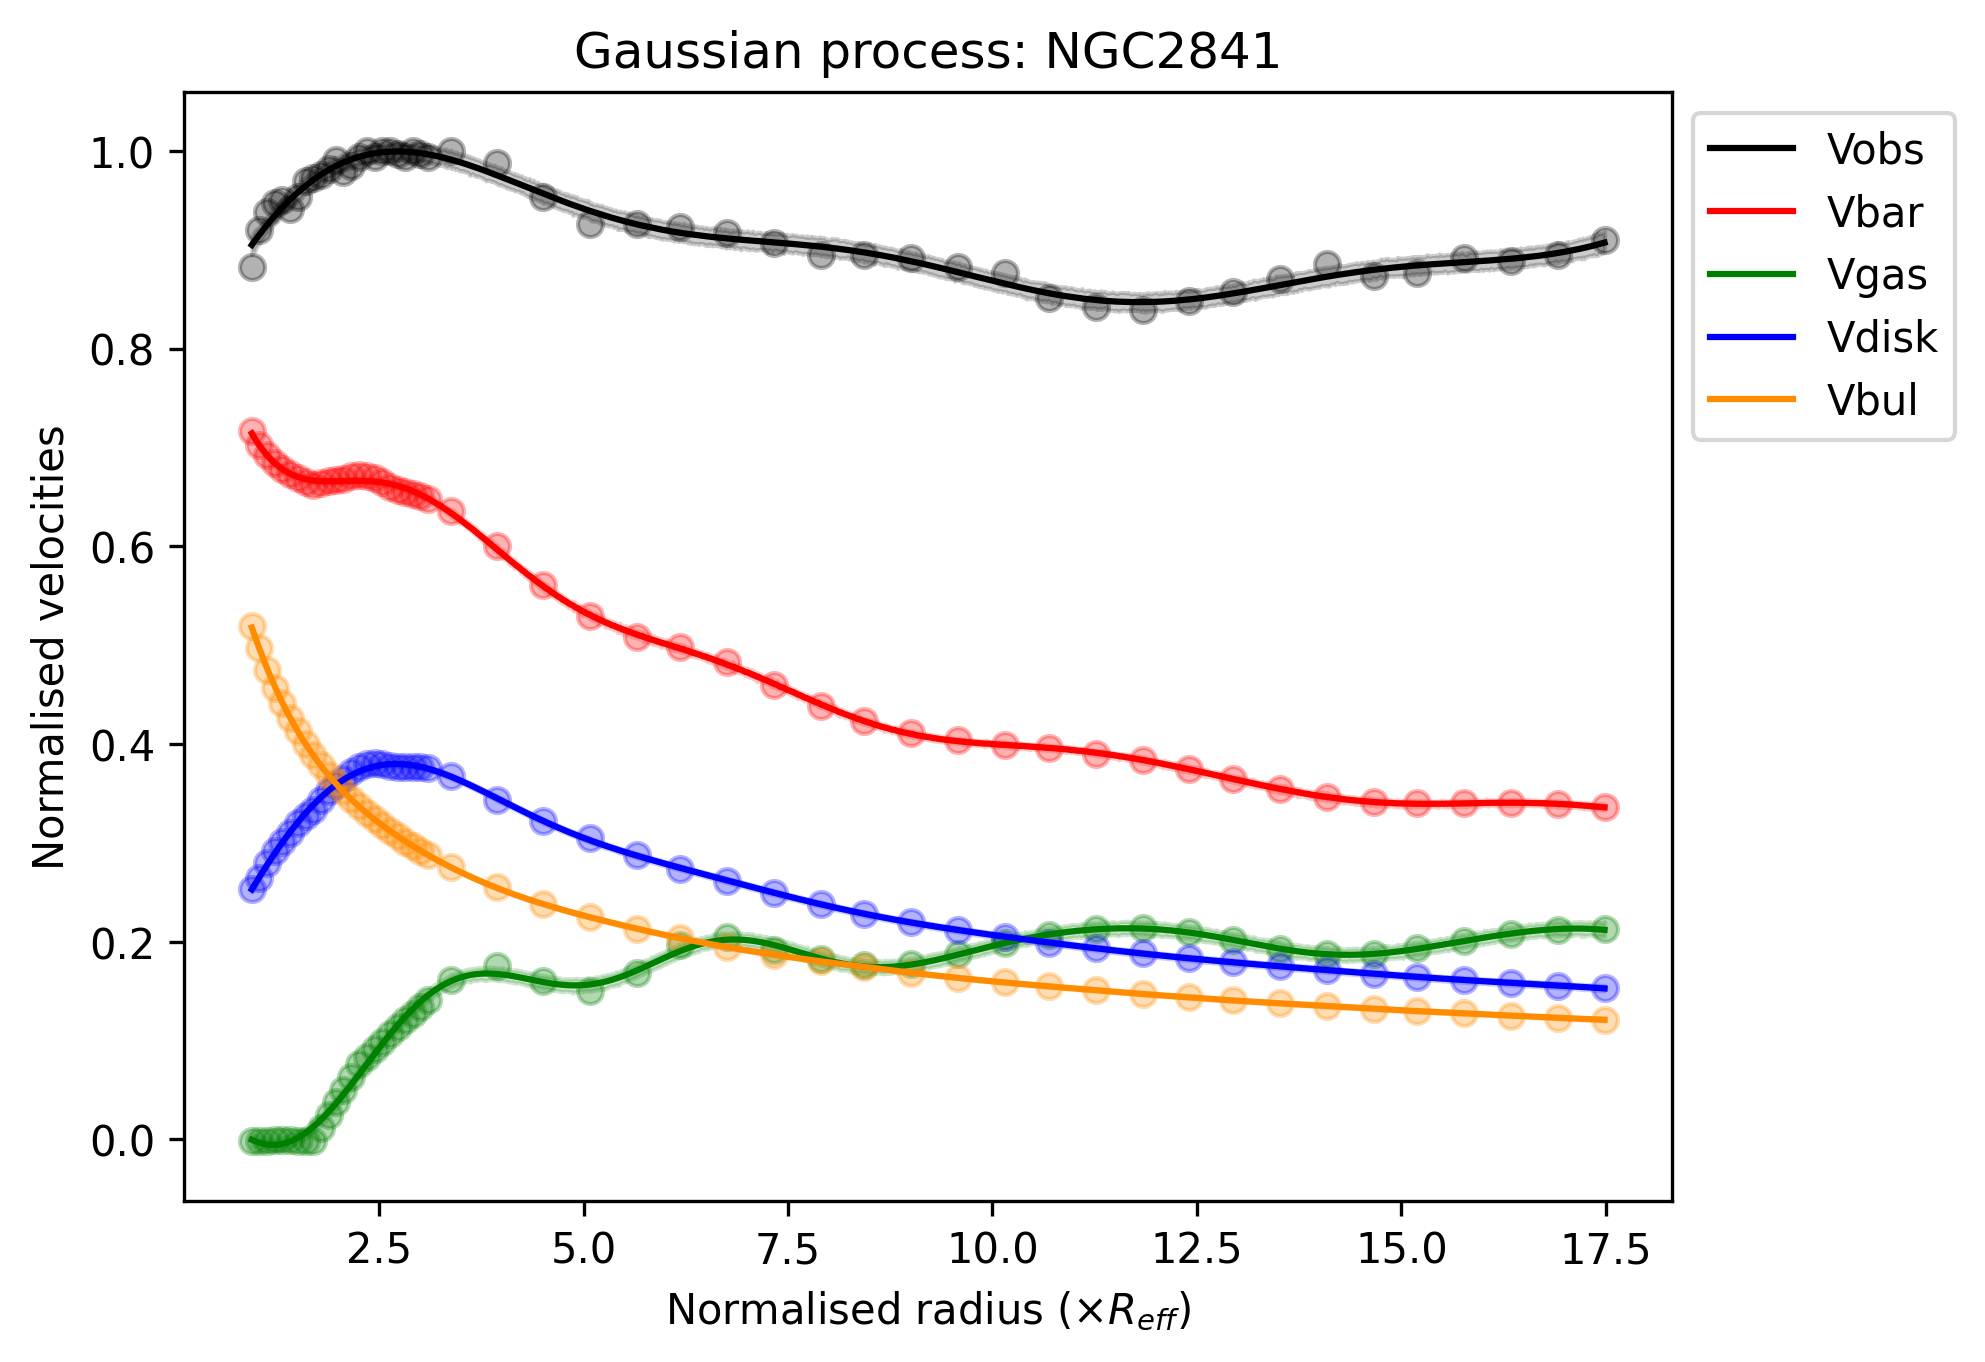 Gaussian process: NGC2841
Vobs
Vbar
Vgas
Vdisk
Vbul
Normalised velocities
1.0
0.8
0.6
0.4
0.2
0.0
2.5 5.0 7.5 10.0 12.5 15.0 17.5
Normalised radius (×R_eff)